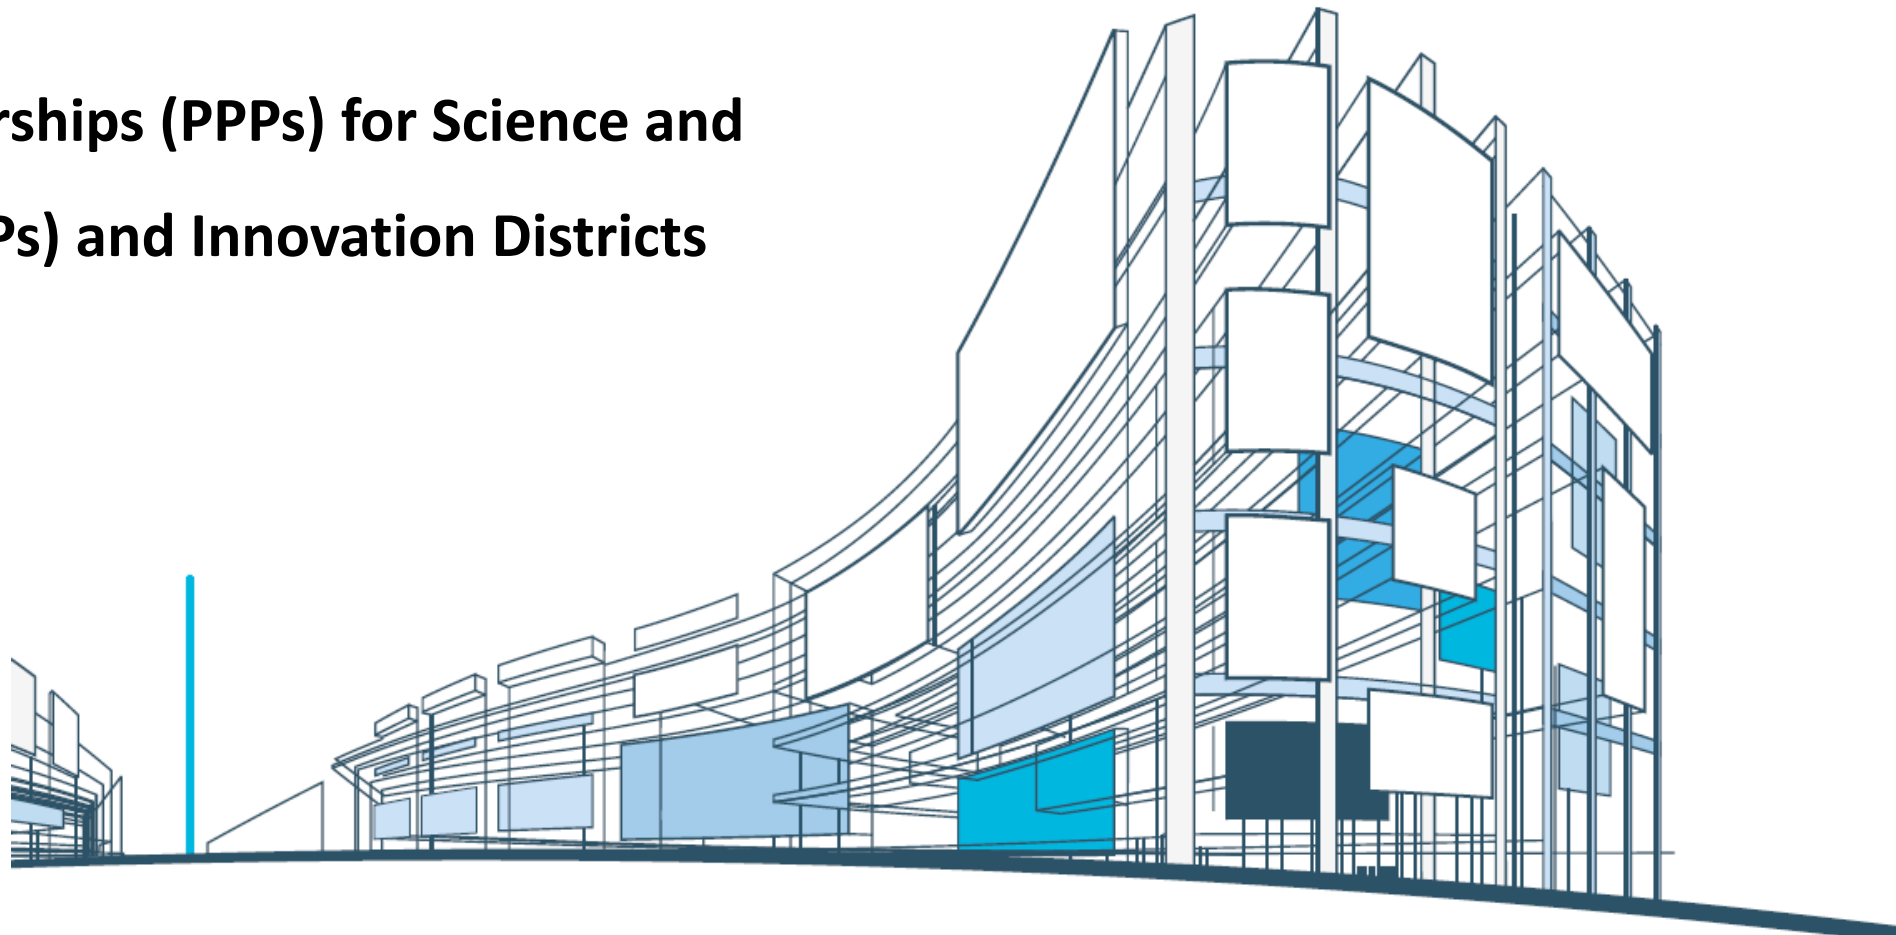 rships (PPPs) for Science and
Ps) and Innovation Districts